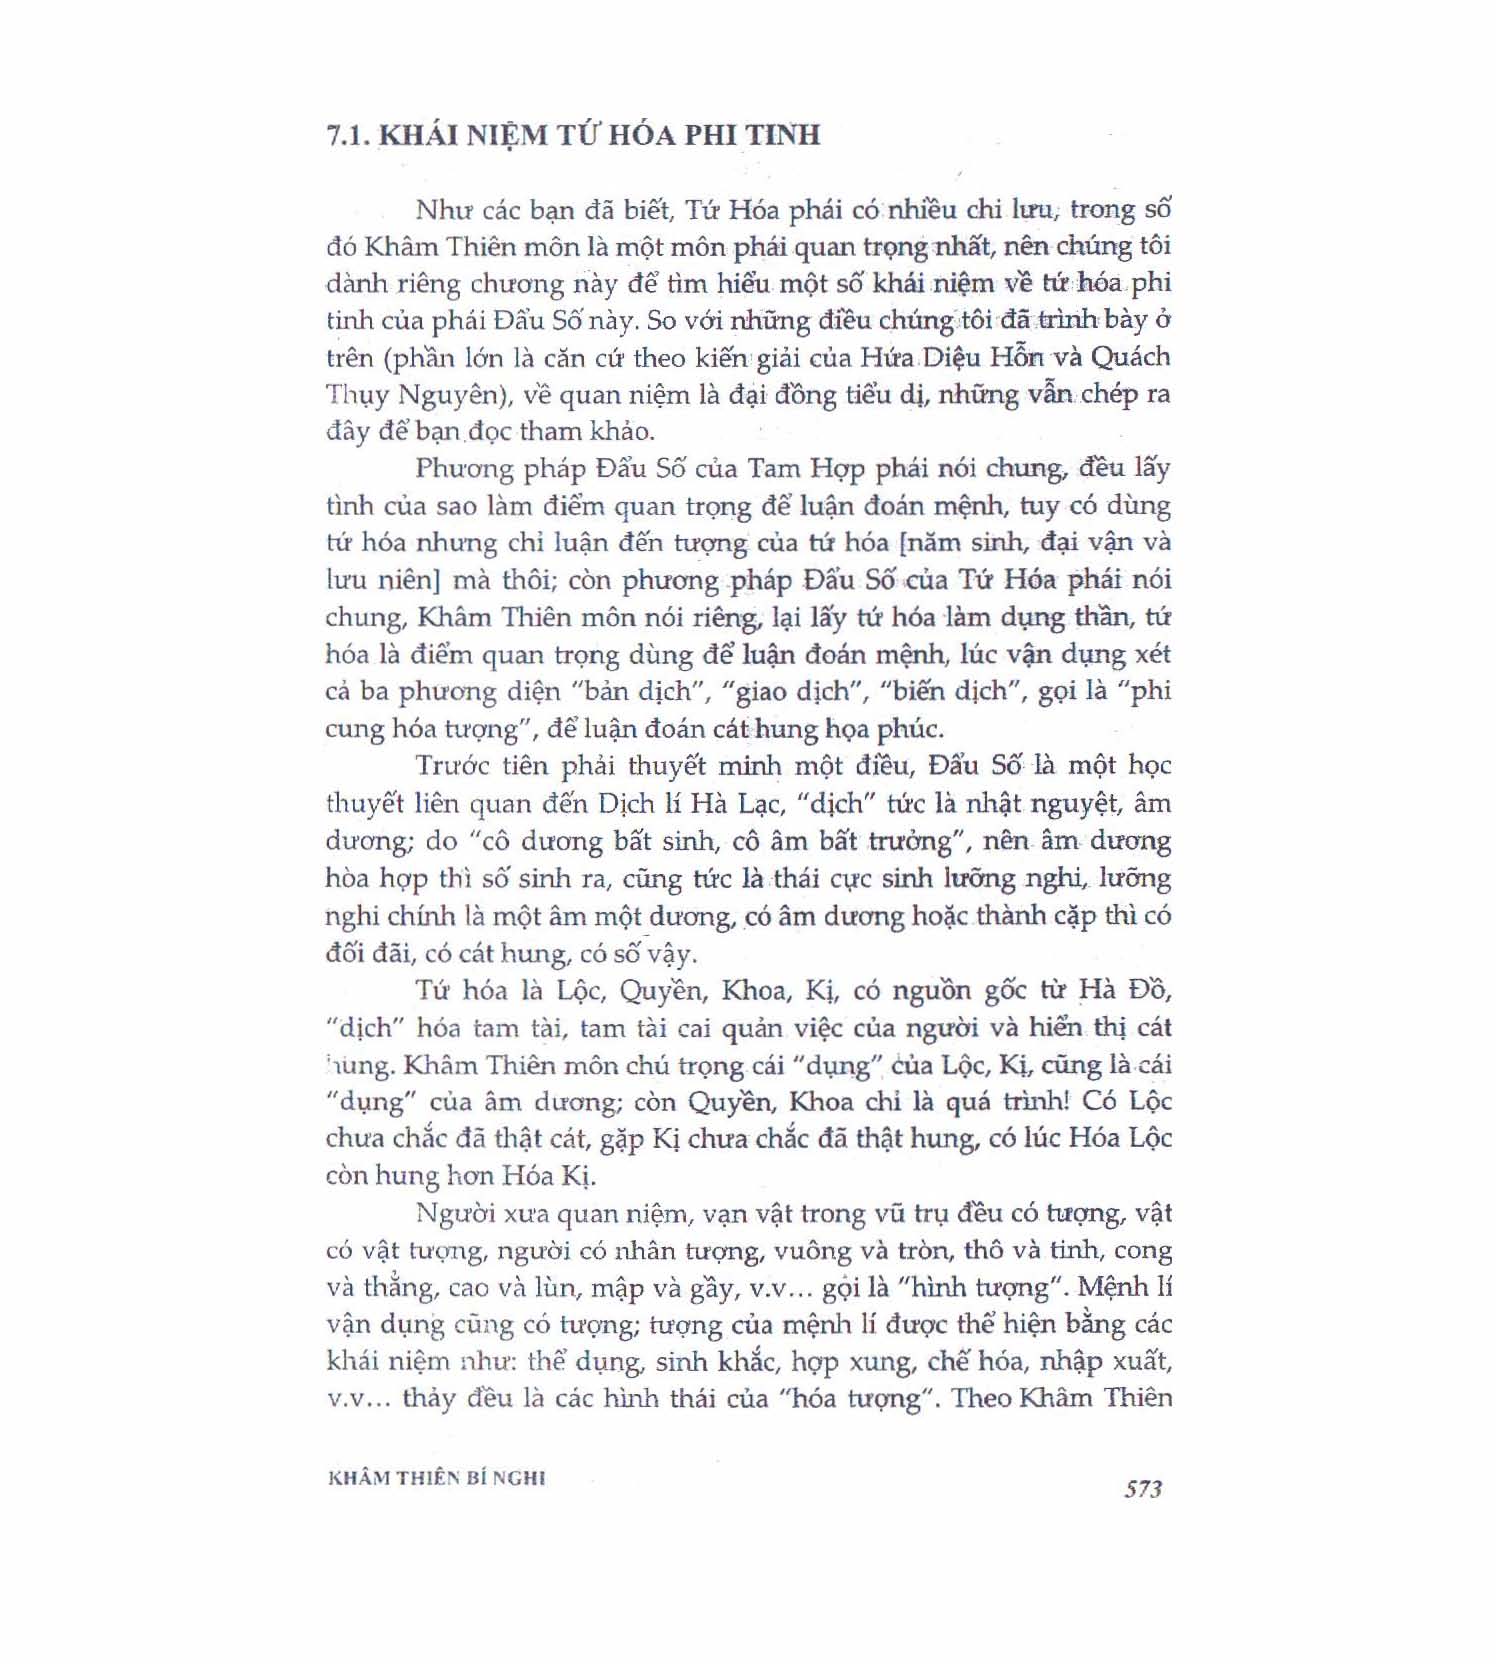 7.1. KHÁI NIỆM TỨ HÓA PHI TINH
Như các bạn đã biết, Tứ Hóa phái có nhiều chi lưu, trong số
đó Khâm Thiên môn là một môn phái quan trọng nhất, nên chúng tôi
dành riêng chương này để tìm hiểu một số khái niệm về tứ hóa phi
tinh của phái Đẩu Số này. So với những điều chúng tôi đã trình bày ở
trên (phần lớn là căn cứ theo kiến giải của Hứa Diệu Hỗn và Quách
Thụy Nguyên), về quan niệm là đại đồng tiểu dị, những vẫn chép ra
đây để bạn đọc tham khảo.
Phương pháp Đẩu Số của Tam Hợp phái nói chung, đều lấy
tình của sao làm điểm quan trọng để luận đoán mệnh, tuy có dùng
tứ hóa nhưng chỉ luận đến tượng của tứ hóa [năm sinh, đại vận và
lưu niên] mà thôi; còn phương pháp Đẩu Số của Tứ Hóa phái nói
chung, Khâm Thiên môn nói riêng, lại lấy tứ hóa làm dụng thần, tứ
hóa là điểm quan trọng dùng để luận đoán mệnh, lúc vận dụng xét
cả ba phương diện "bản dịch", "giao dịch", "biến dịch", gọi là "phi
cung hóa tượng", để luận đoán cát hung họa phúc.
Trước tiên phải thuyết minh một điều, Đẩu Số là một học
thuyết liên quan đến Dịch lí Hà Lạc, "dịch" tức là nhật nguyệt, âm
dương; do "cô dương bất sinh, cô âm bất trưởng", nên âm dương
hòa hợp thì số sinh ra, cũng tức là thái cực sinh lưỡng nghi, lưỡng
nghi chính là một âm một dương, có âm dương hoặc thành cặp thì có
đối đãi, có cát hung, có số vậy.
Tứ hóa là Lộc, Quyền, Khoa, Kị, có nguồn gốc từ Hà Đồ,
"dịch" hóa tam tài, tam tài cai quản việc của người và hiển thị cát
hung. Khâm Thiên môn chú trọng cái "dụng" của Lộc, Kị, cũng là cái
"dụng" của âm dương; còn Quyền, Khoa chỉ là quá trình! Có Lộc
chưa chắc đã thật cát, gặp Kị chưa chắc đã thật hung, có lúc Hóa Lộc
còn hung hơn Hóa Kị.
Người xưa quan niệm, vạn vật trong vũ trụ đều có tượng, vật
có vật tượng, người có nhân tượng, vuông và tròn, thô và tinh, cong
và thẳng, cao và lùn, mập và gầy, v.v... gọi là "hình tượng". Mệnh lí
vận dụng cũng có tượng; tượng của mệnh lí được thể hiện bằng các
khái niệm như: thể dụng, sinh khắc, hợp xung, chế hóa, nhập xuất,
v.v... thảy đều là các hình thái của "hóa tượng". Theo Khâm Thiên
KHÂM THIÊN BÍ NGHI
573